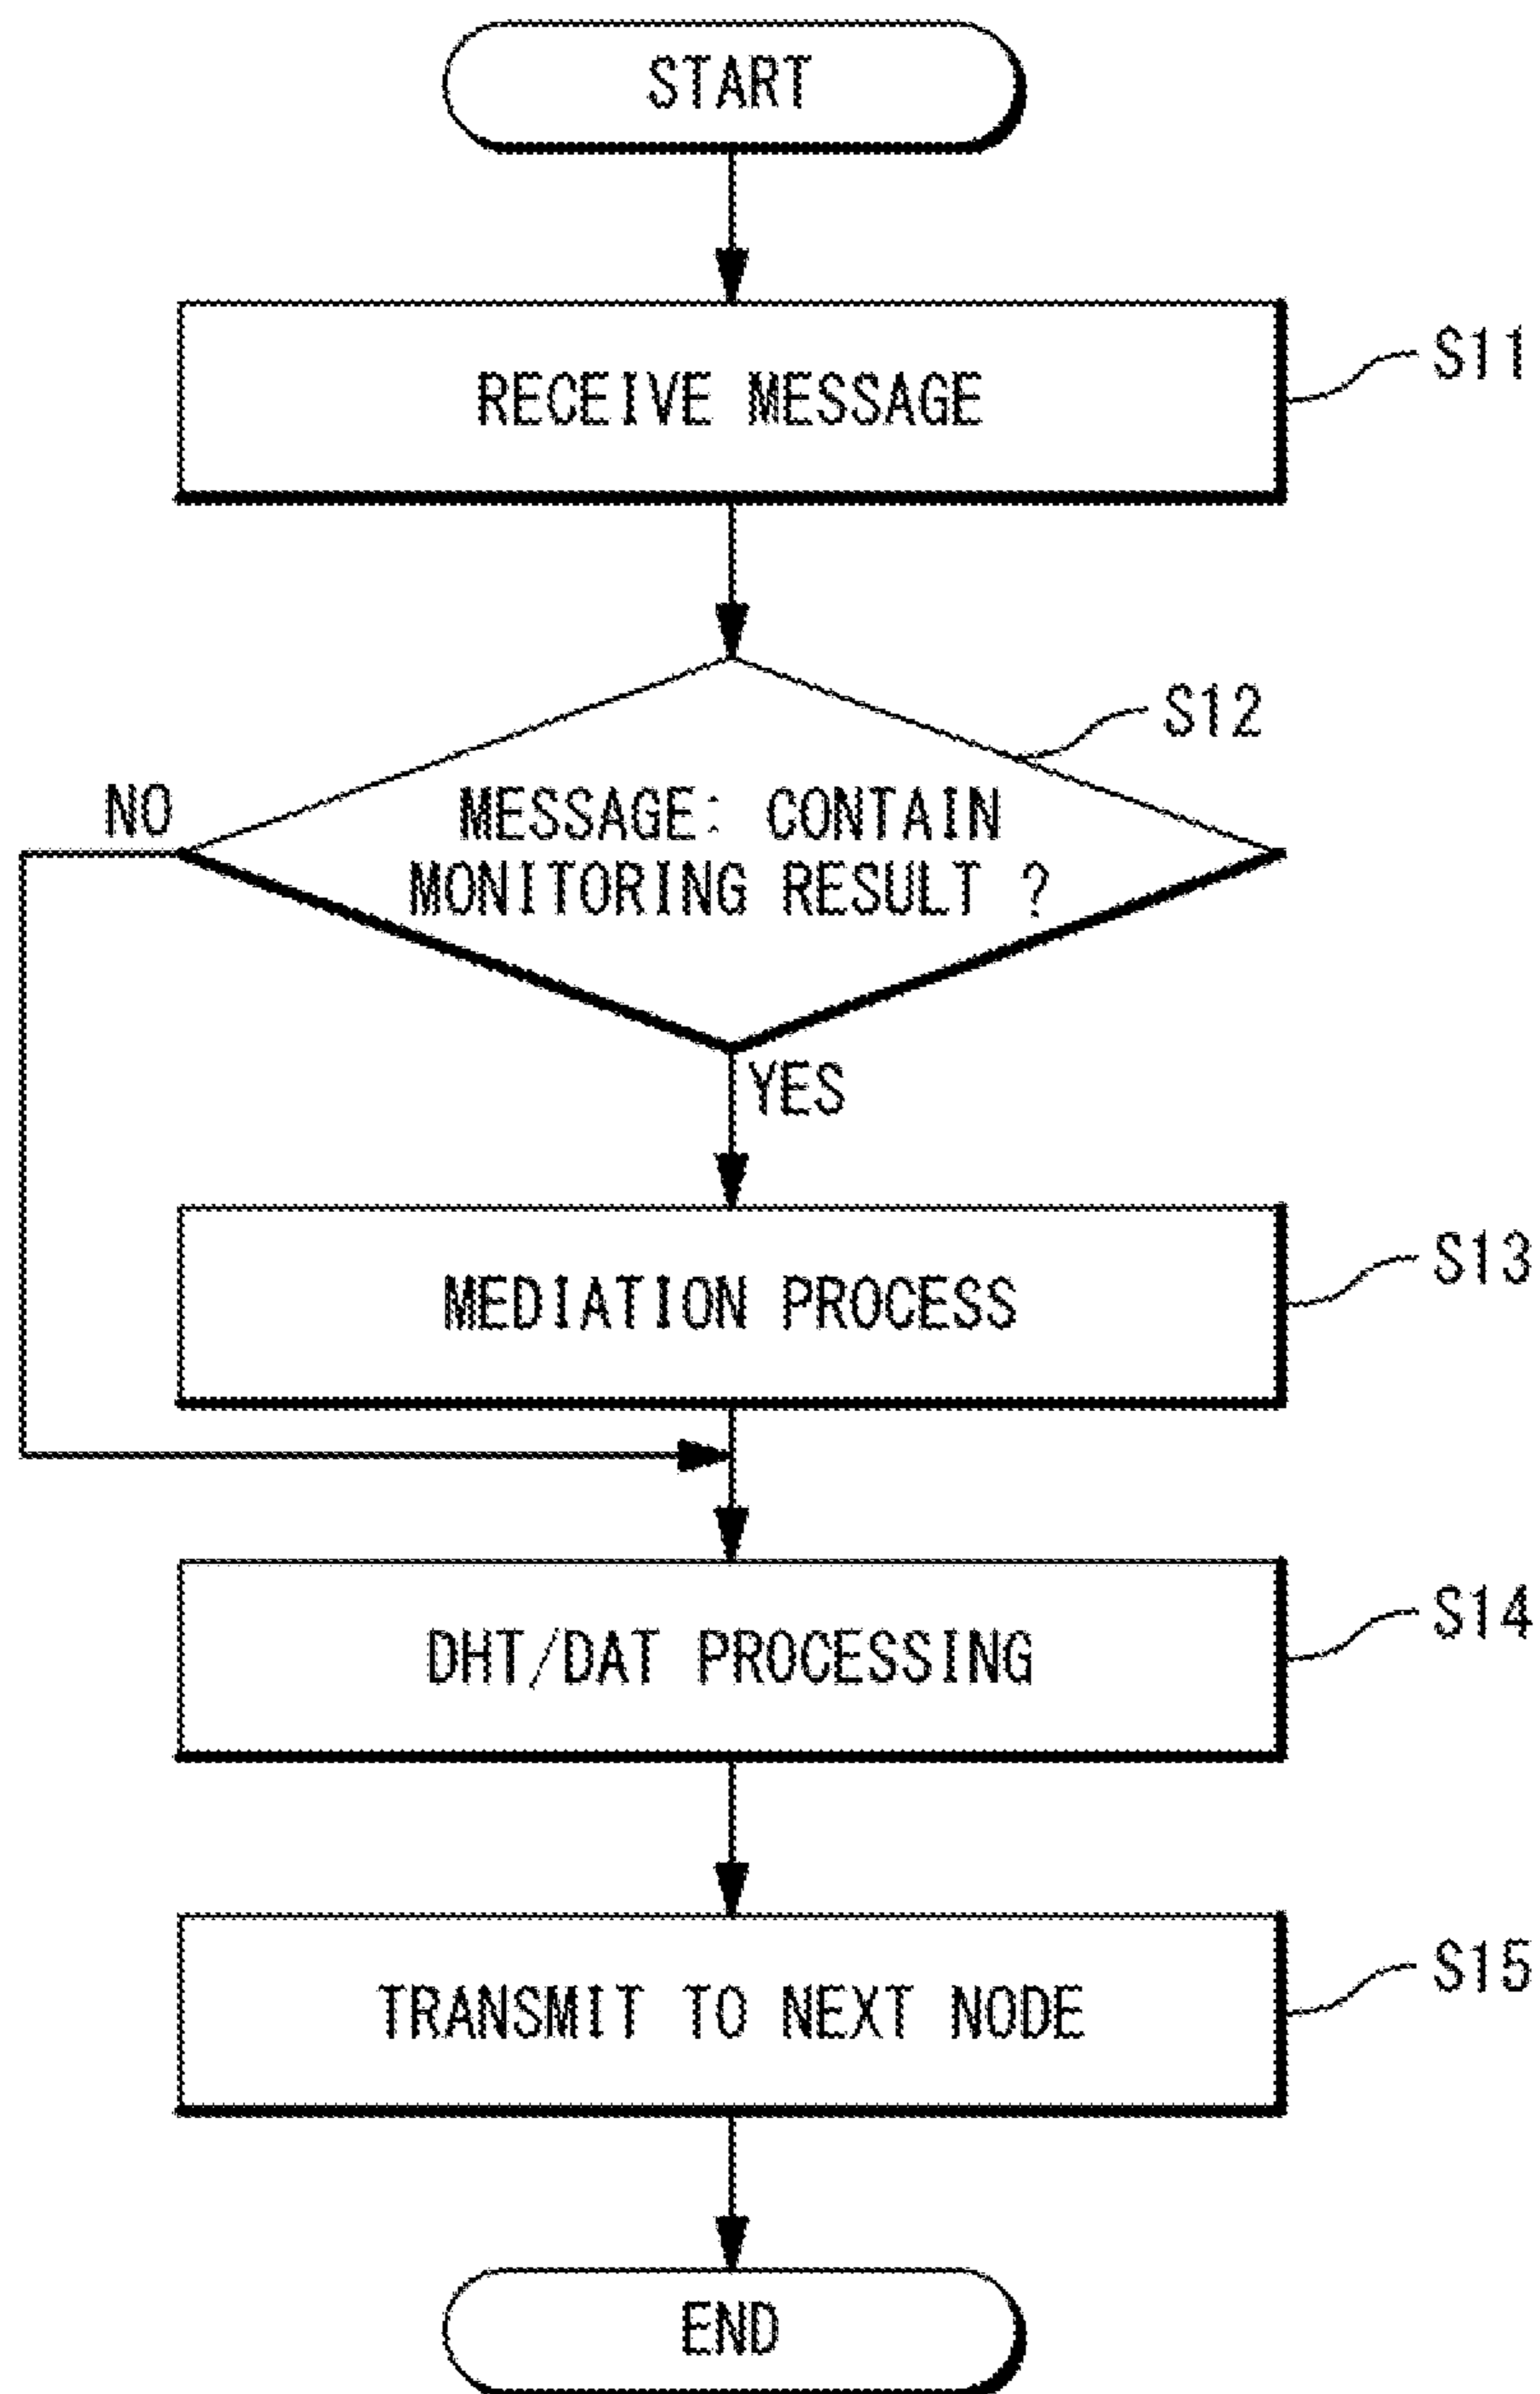 START
RECEIVE MESSAGE
S11
S12
NO
MESSAGE: CONTAIN
MONITORING RESULT ?
YES
MEDIATION PROCESS
S13
DHT/DAT PROCESSING
S14
TRANSMIT TO NEXT NODE
S15
END